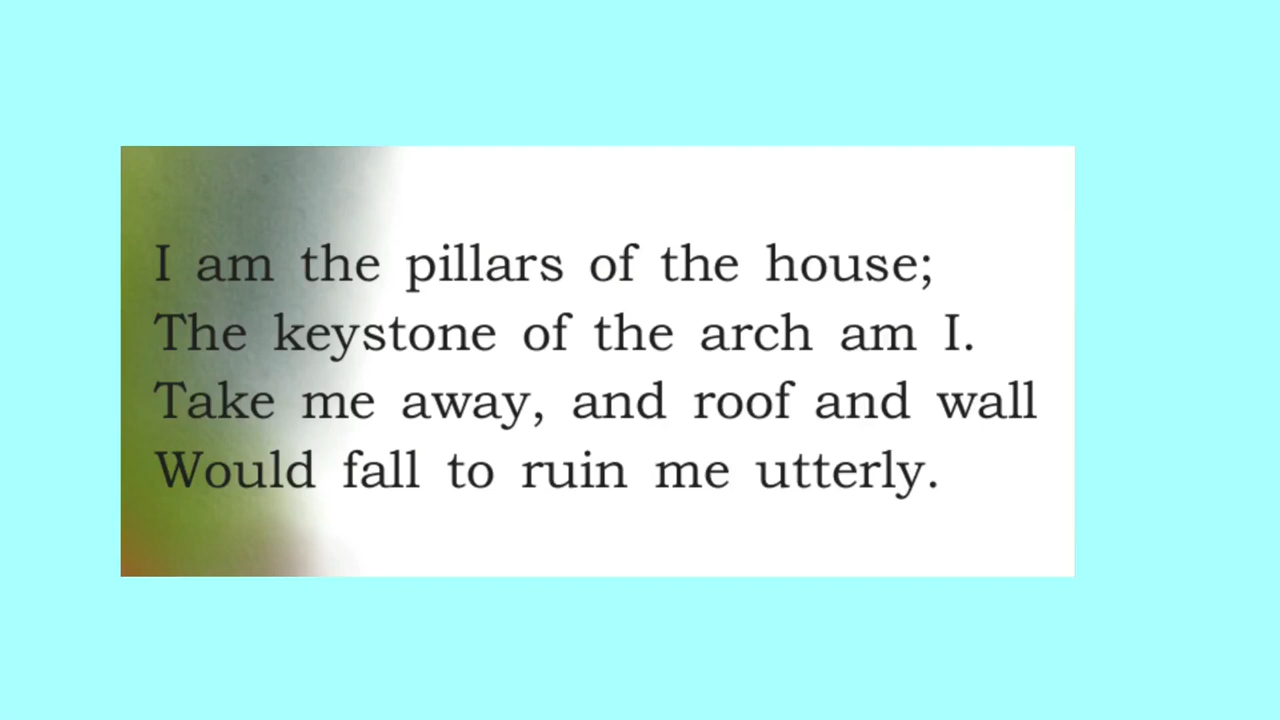 I am the pillars of the house;
The keystone of the arch am I.
Take me away, and roof and wall
Would fall to ruin me utterly.